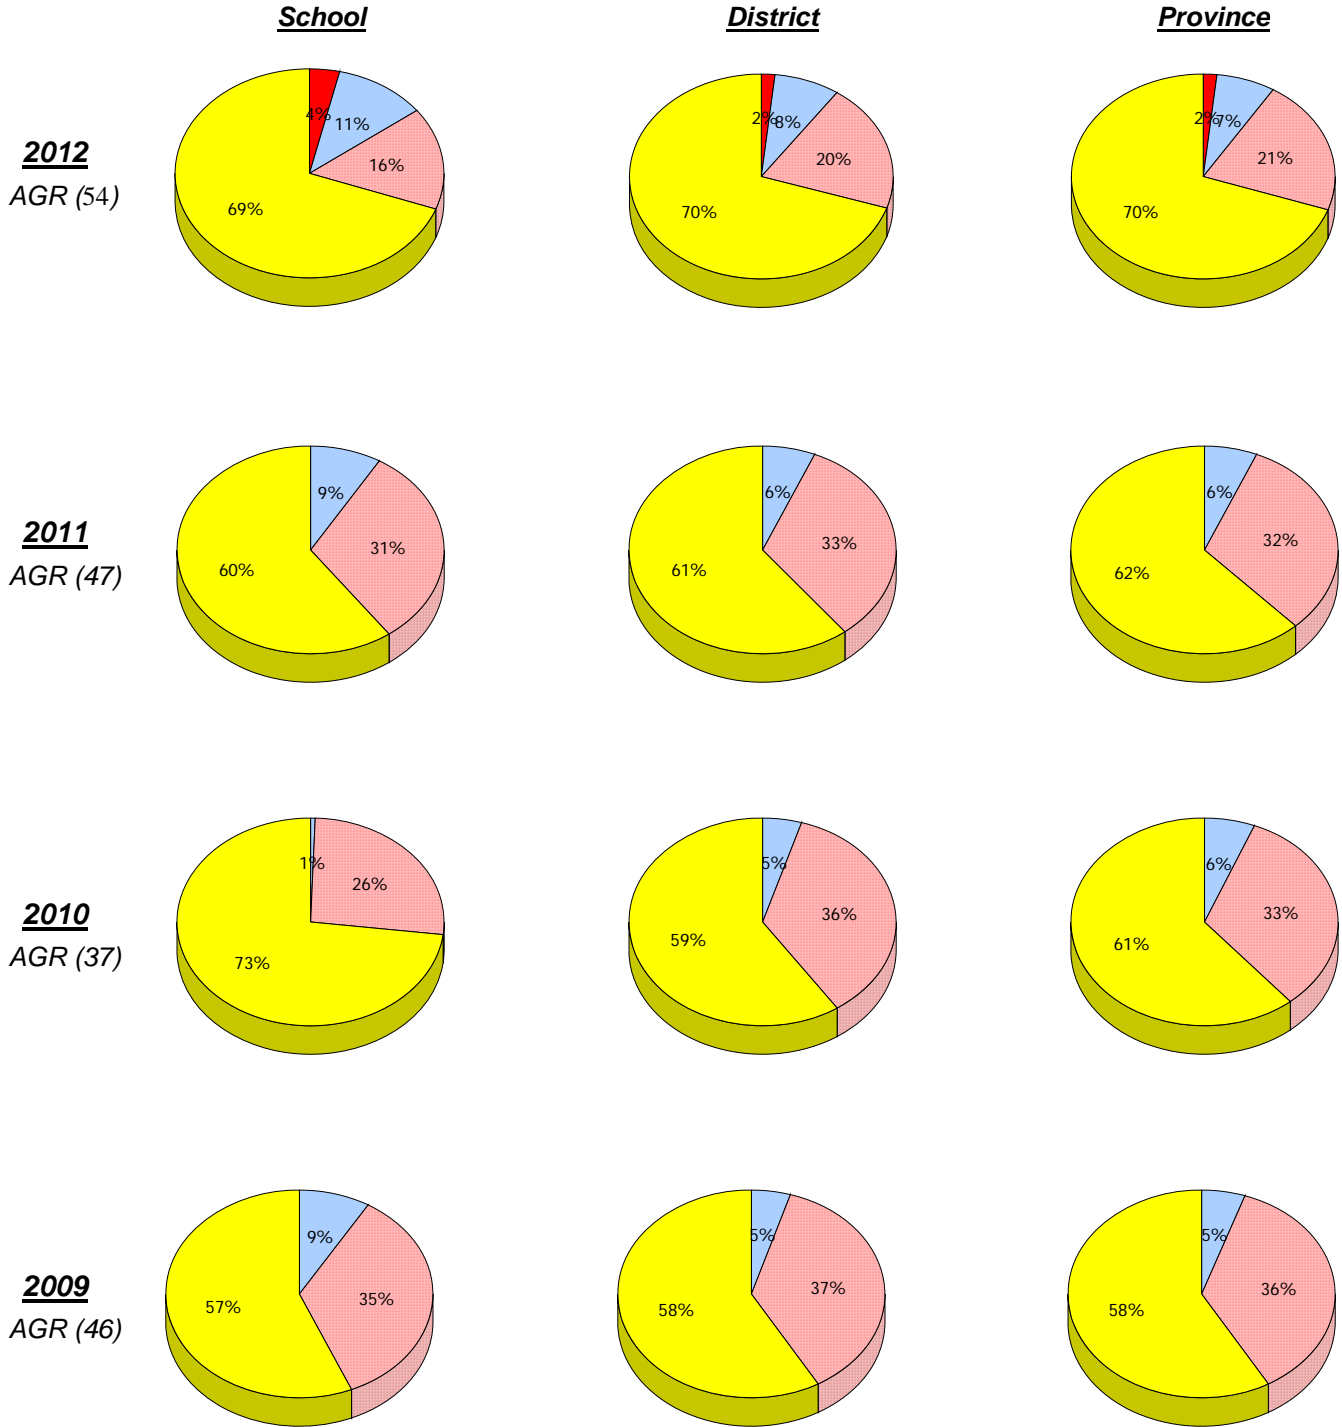 School District Province
2012
AGR (54)
4% 11% 16% 69%
2% 8% 20% 70%
2% 7% 21% 70%
2011
AGR (47)
9% 31% 60%
6% 33% 61%
6% 32% 62%
2010
AGR (37)
1% 26% 73%
5% 36% 59%
6% 33% 61%
2009
AGR (46)
9% 35% 57%
5% 37% 58%
5% 36% 58%